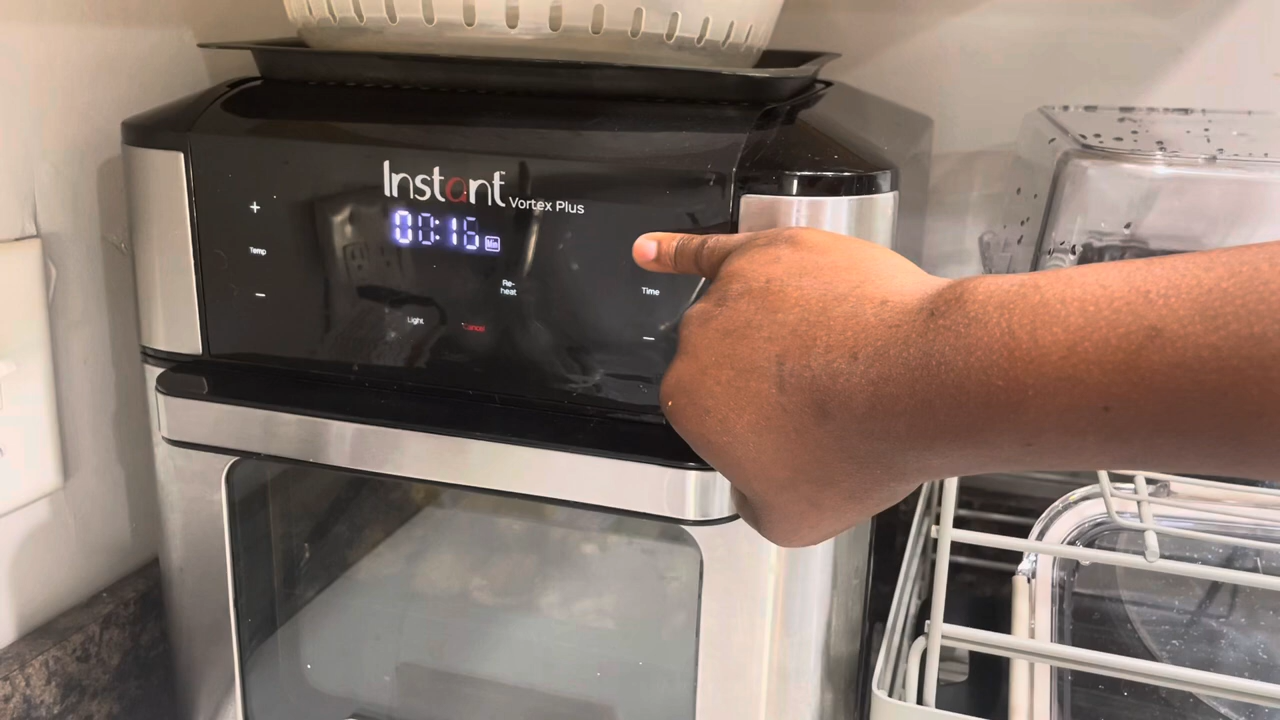 Instant Vortex Plus
00:16 Min
+
Temp
−
Re-
heat
Time
Light
Cancel
−